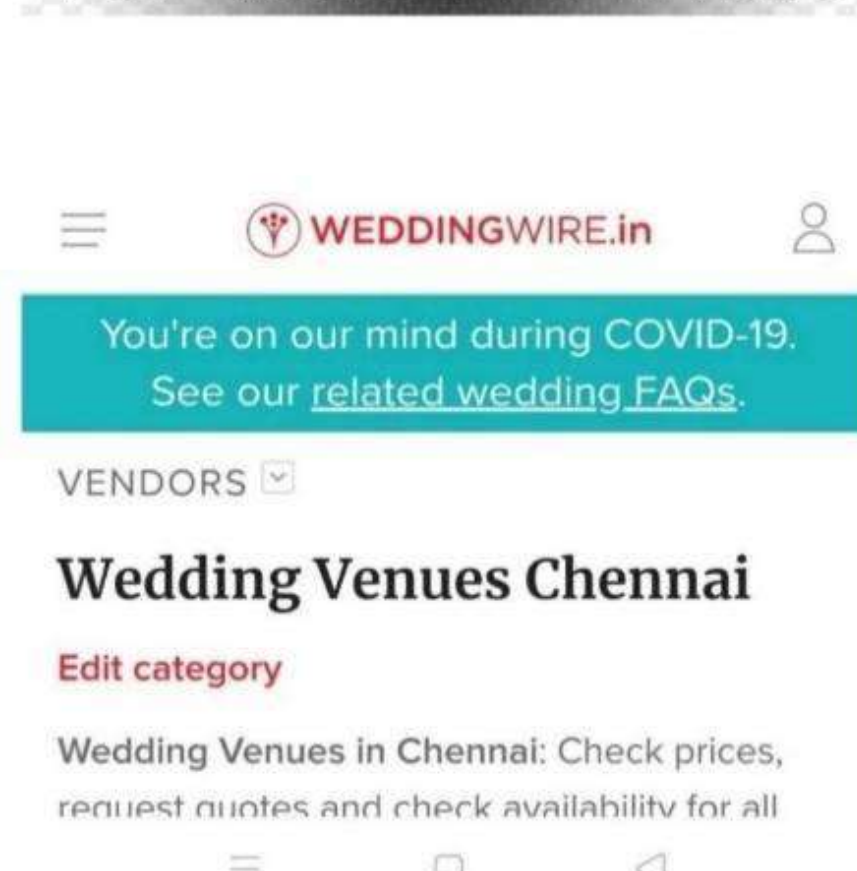 WEDDINGWIRE.in
You're on our mind during COVID-19.
See our related wedding FAQs.
VENDORS
Wedding Venues Chennai
Edit category
Wedding Venues in Chennai: Check prices,
request quotes and check availability for all